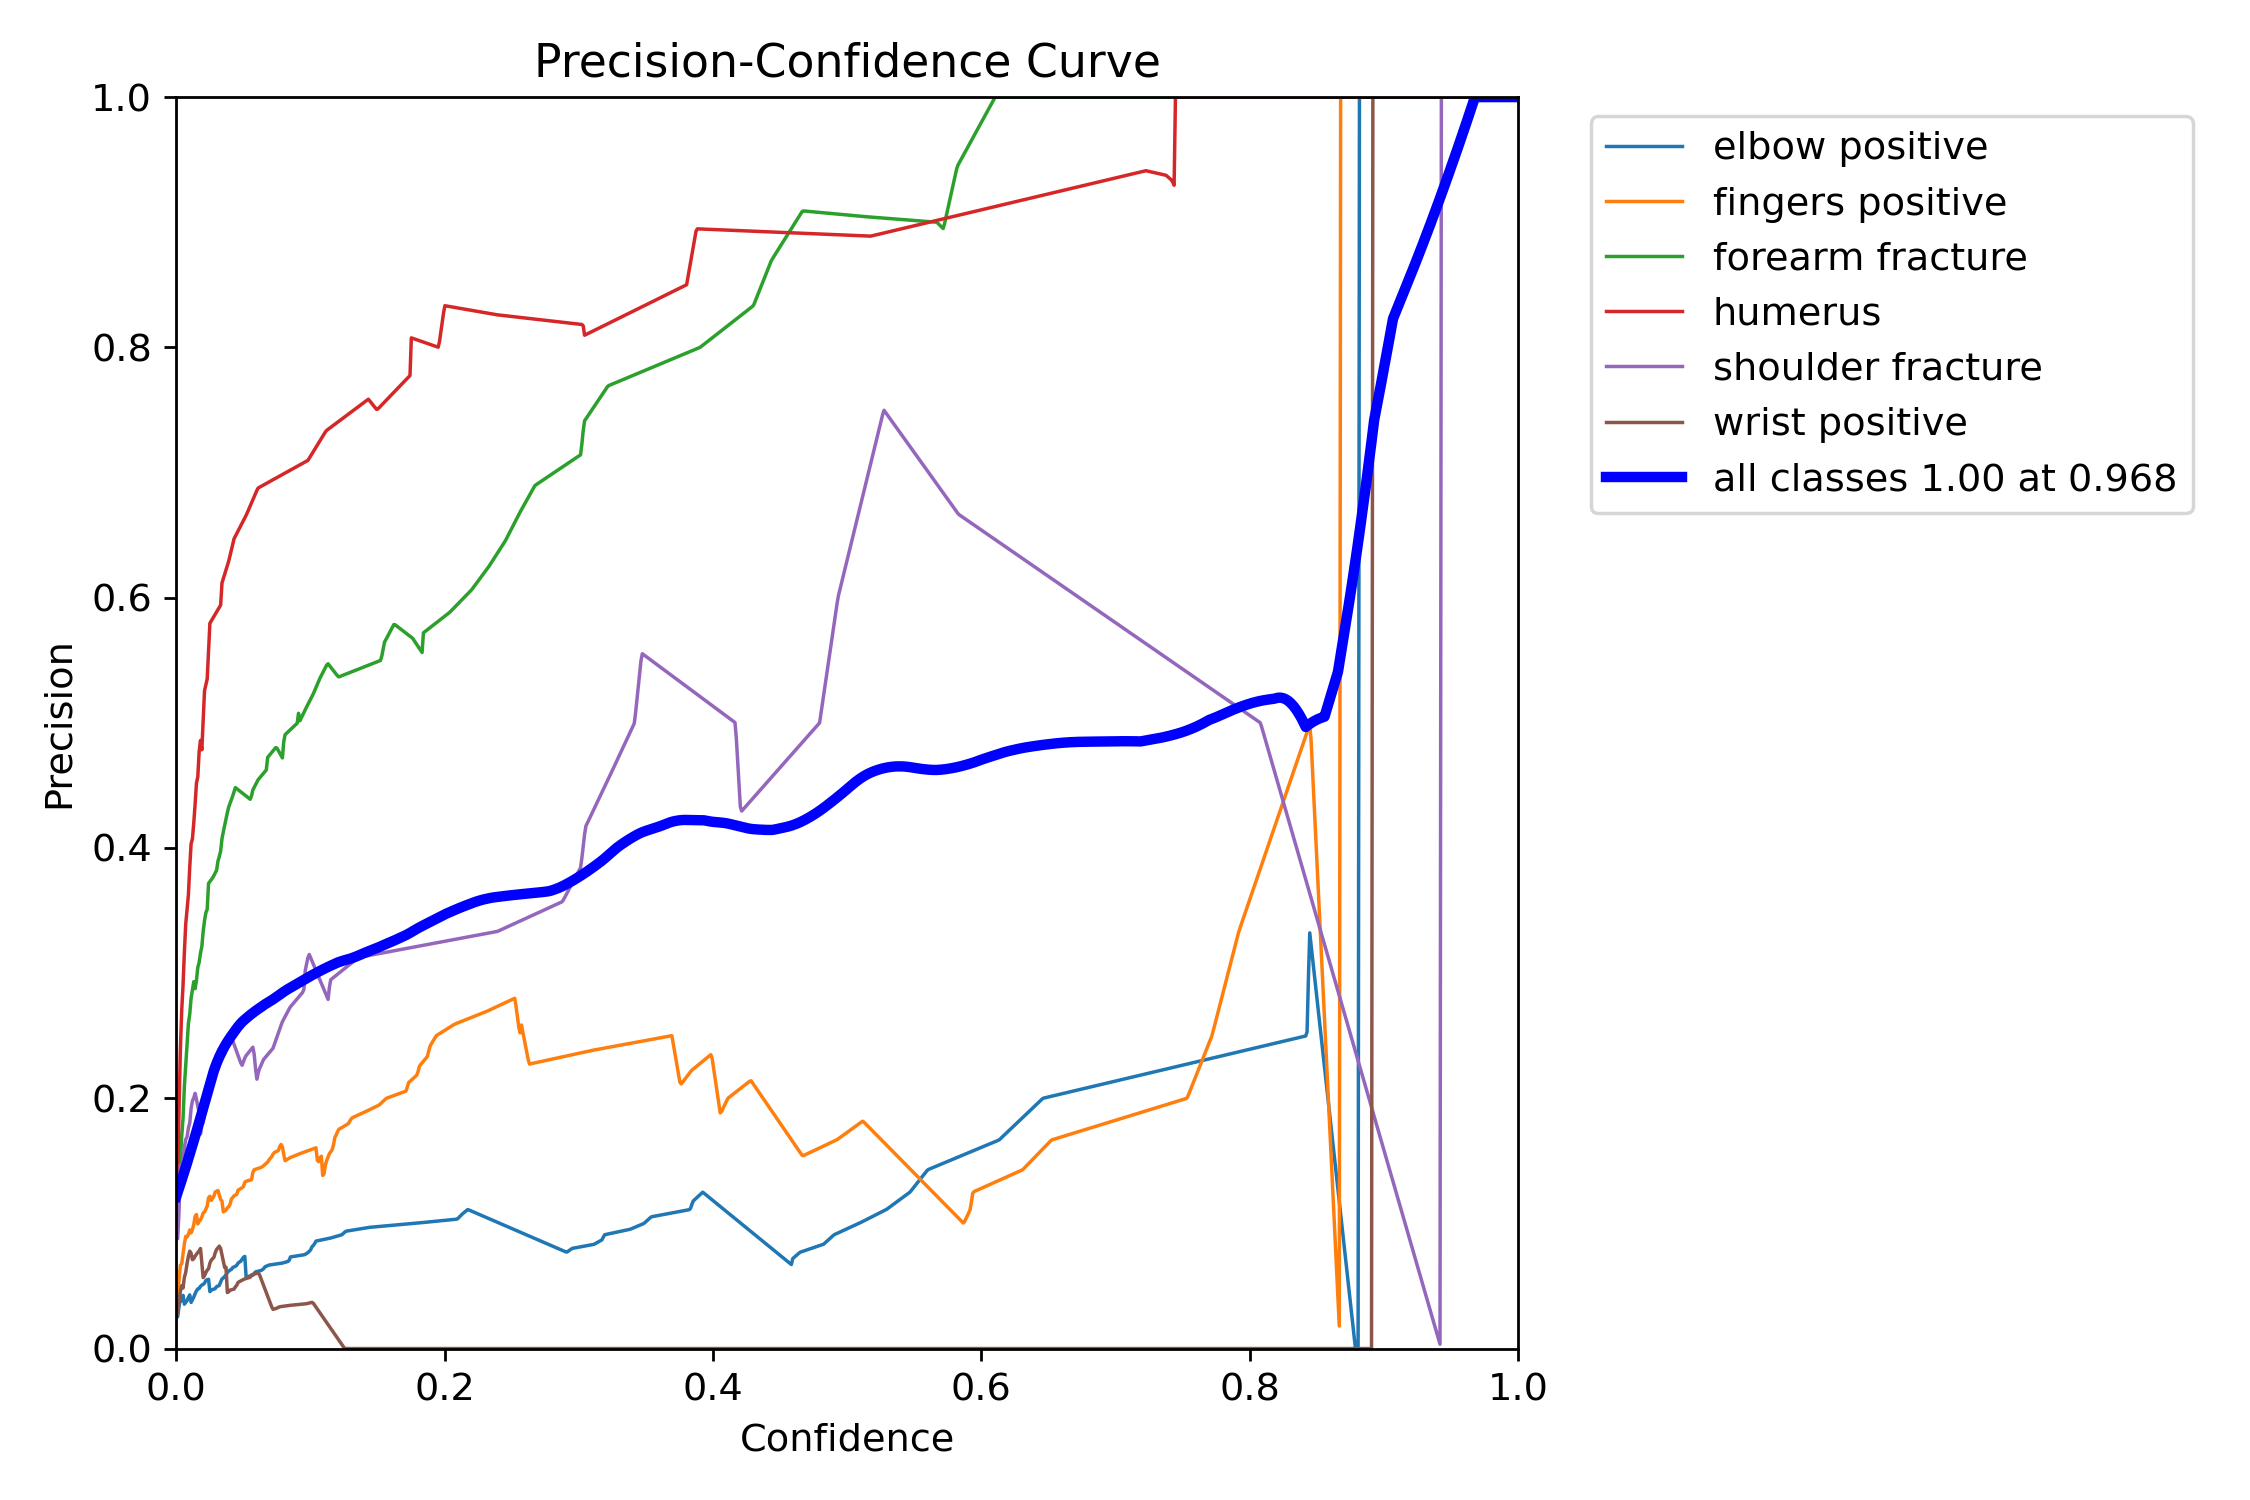 Precision-Confidence Curve
1.0
0.8
0.6
0.4
0.2
0.0
Precision
0.0 0.2 0.4 0.6 0.8 1.0
Confidence
elbow positive
fingers positive
forearm fracture
humerus
shoulder fracture
wrist positive
all classes 1.00 at 0.968